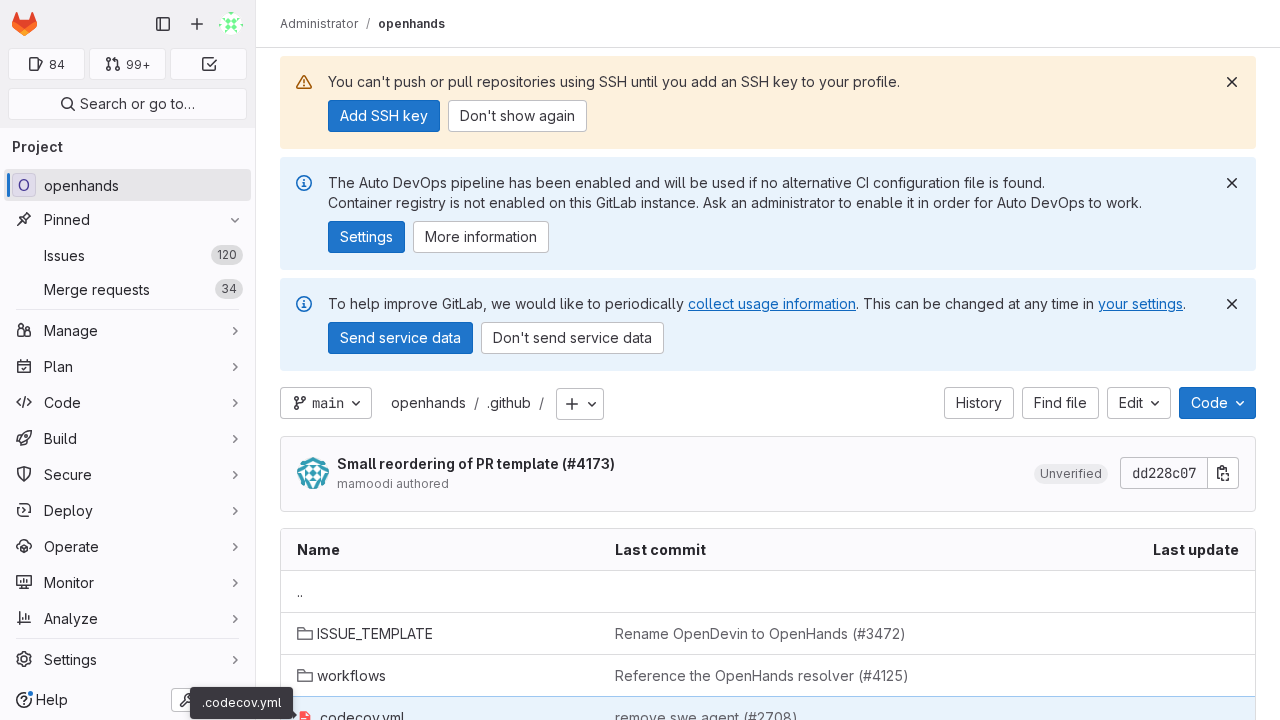 Administrator / openhands
84
99+
Search or go to…
Project
O openhands
Pinned
Issues 120
Merge requests 34
Manage
Plan
Code
Build
Secure
Deploy
Operate
Monitor
Analyze
Settings
Help
.codecov.yml
You can't push or pull repositories using SSH until you add an SSH key to your profile.
Add SSH key Don't show again
The Auto DevOps pipeline has been enabled and will be used if no alternative CI configuration file is found.
Container registry is not enabled on this GitLab instance. Ask an administrator to enable it in order for Auto DevOps to work.
Settings More information
To help improve GitLab, we would like to periodically collect usage information. This can be changed at any time in your settings.
Send service data Don't send service data
main openhands / .github / History Find file Edit Code
Small reordering of PR template (#4173)
mamoodi authored
Unverified dd228c07
Name Last commit Last update
..
ISSUE_TEMPLATE Rename OpenDevin to OpenHands (#3472)
workflows Reference the OpenHands resolver (#4125)
.codecov.yml remove swe agent (#2708)